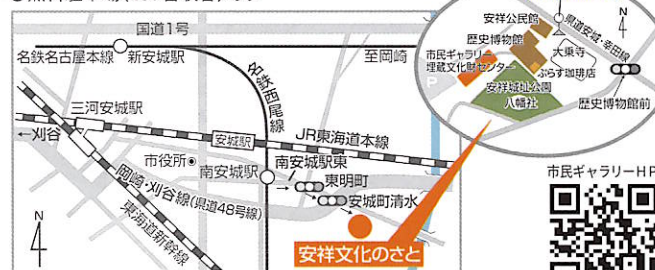 国道1号
名鉄名古屋本線
新安城駅
至岡崎
名鉄西尾線
三河安城駅
←刈谷
安城駅
JR東海道本線
市役所
南安城駅
南安城駅東
東明町
安城町清水
岡崎・刈谷線(県道48号線)
東海道新幹線
N
安祥文化のさと
安祥公民館
歴史博物館
市民ギャラリー
埋蔵文化財センター
県道安城・幸田線
N
大乗寺
ぷらす珈琲店
安祥城址公園
八幡社
歴史博物館前
P
市民ギャラリーHP